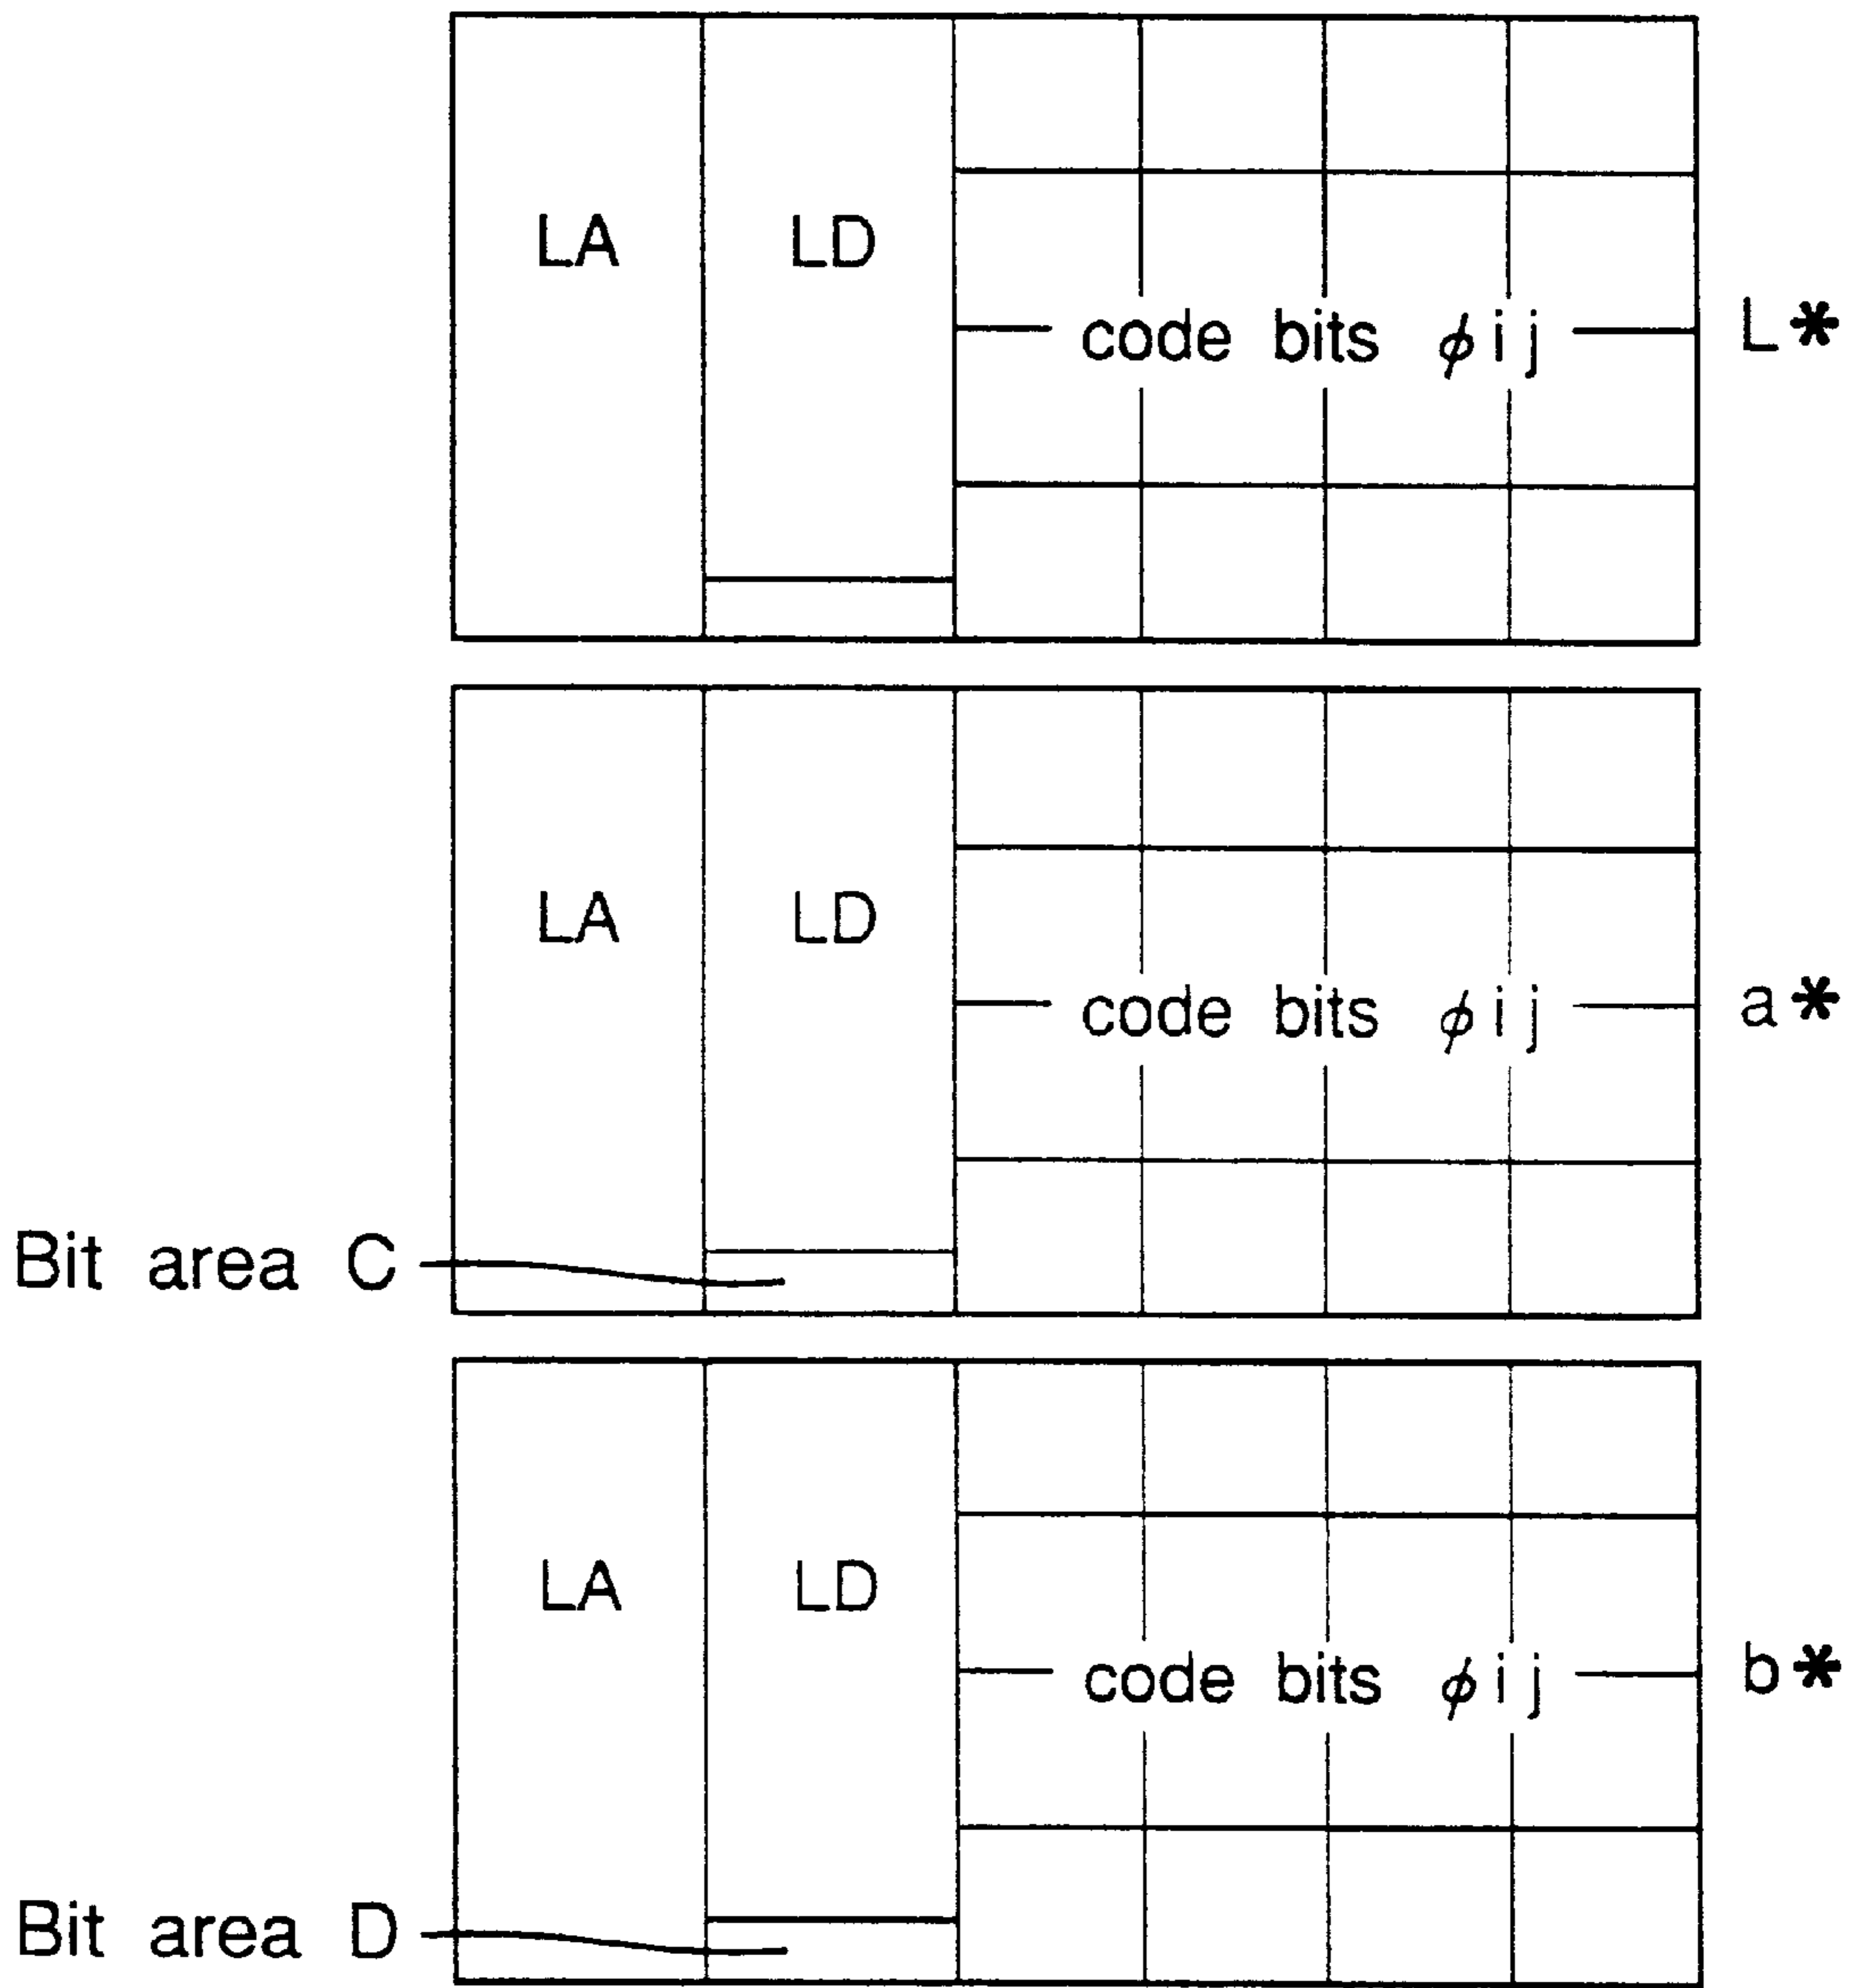 LA LD
code bits ϕij L*
LA LD
code bits ϕij a*
Bit area C
LA LD
code bits ϕij b*
Bit area D